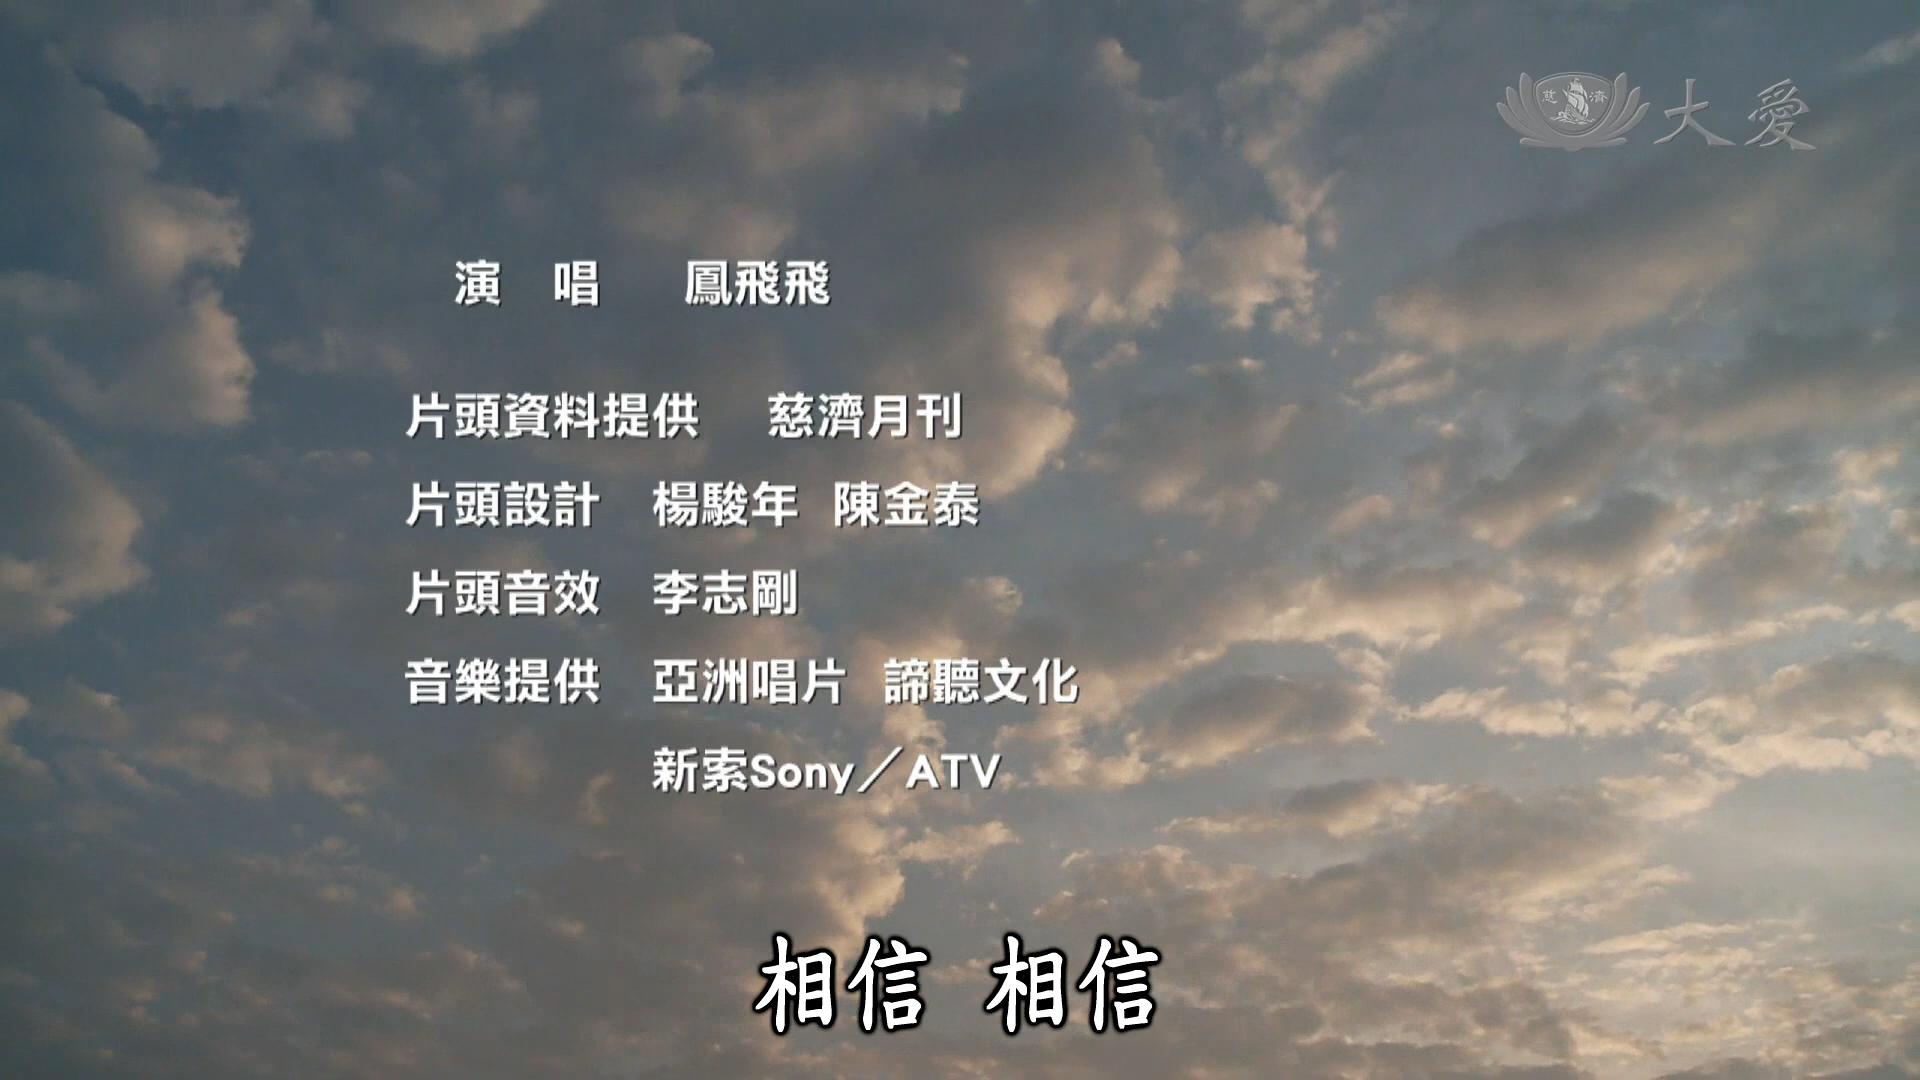 慈濟 大愛
演 唱 鳳飛飛
片頭資料提供 慈濟月刊
片頭設計 楊駿年 陳金泰
片頭音效 李志剛
音樂提供 亞洲唱片 諦聽文化
新索Sony／ATV
相信 相信